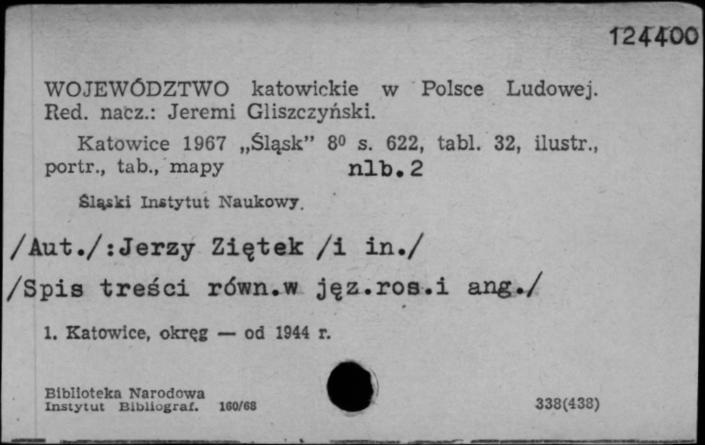 124400
WOJEWÓDZTWO katowickie w Polsce Ludowej.
Red. nacz.: Jeremi Gliszczyński.
Katowice 1967 „Śląsk” 8⁰ s. 622, tabl. 32, ilustr.,
portr., tab., mapy nlb.2
Śląski Instytut Naukowy.
/Aut./:Jerzy Ziętek /i in./
/Spis treści równ.w jęz.ros.i ang./
1. Katowice, okręg — od 1944 r.
Biblioteka Narodowa
Instytut Bibliograf. 160/68 338(438)